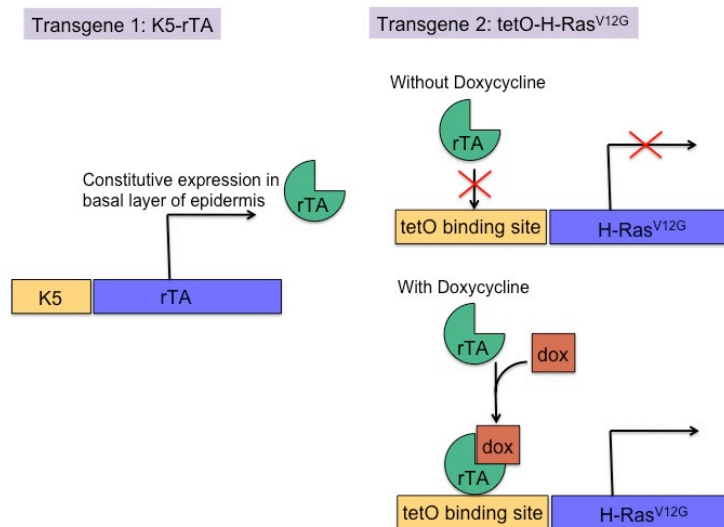 Transgene 1: K5-rTA
Constitutive expression in
basal layer of epidermis
rTA
K5
rTA
Transgene 2: tetO-H-Rasⱽ¹²ᴳ
Without Doxycycline
rTA
tetO binding site
H-Rasⱽ¹²ᴳ
With Doxycycline
rTA
dox
dox
rTA
tetO binding site
H-Rasⱽ¹²ᴳ